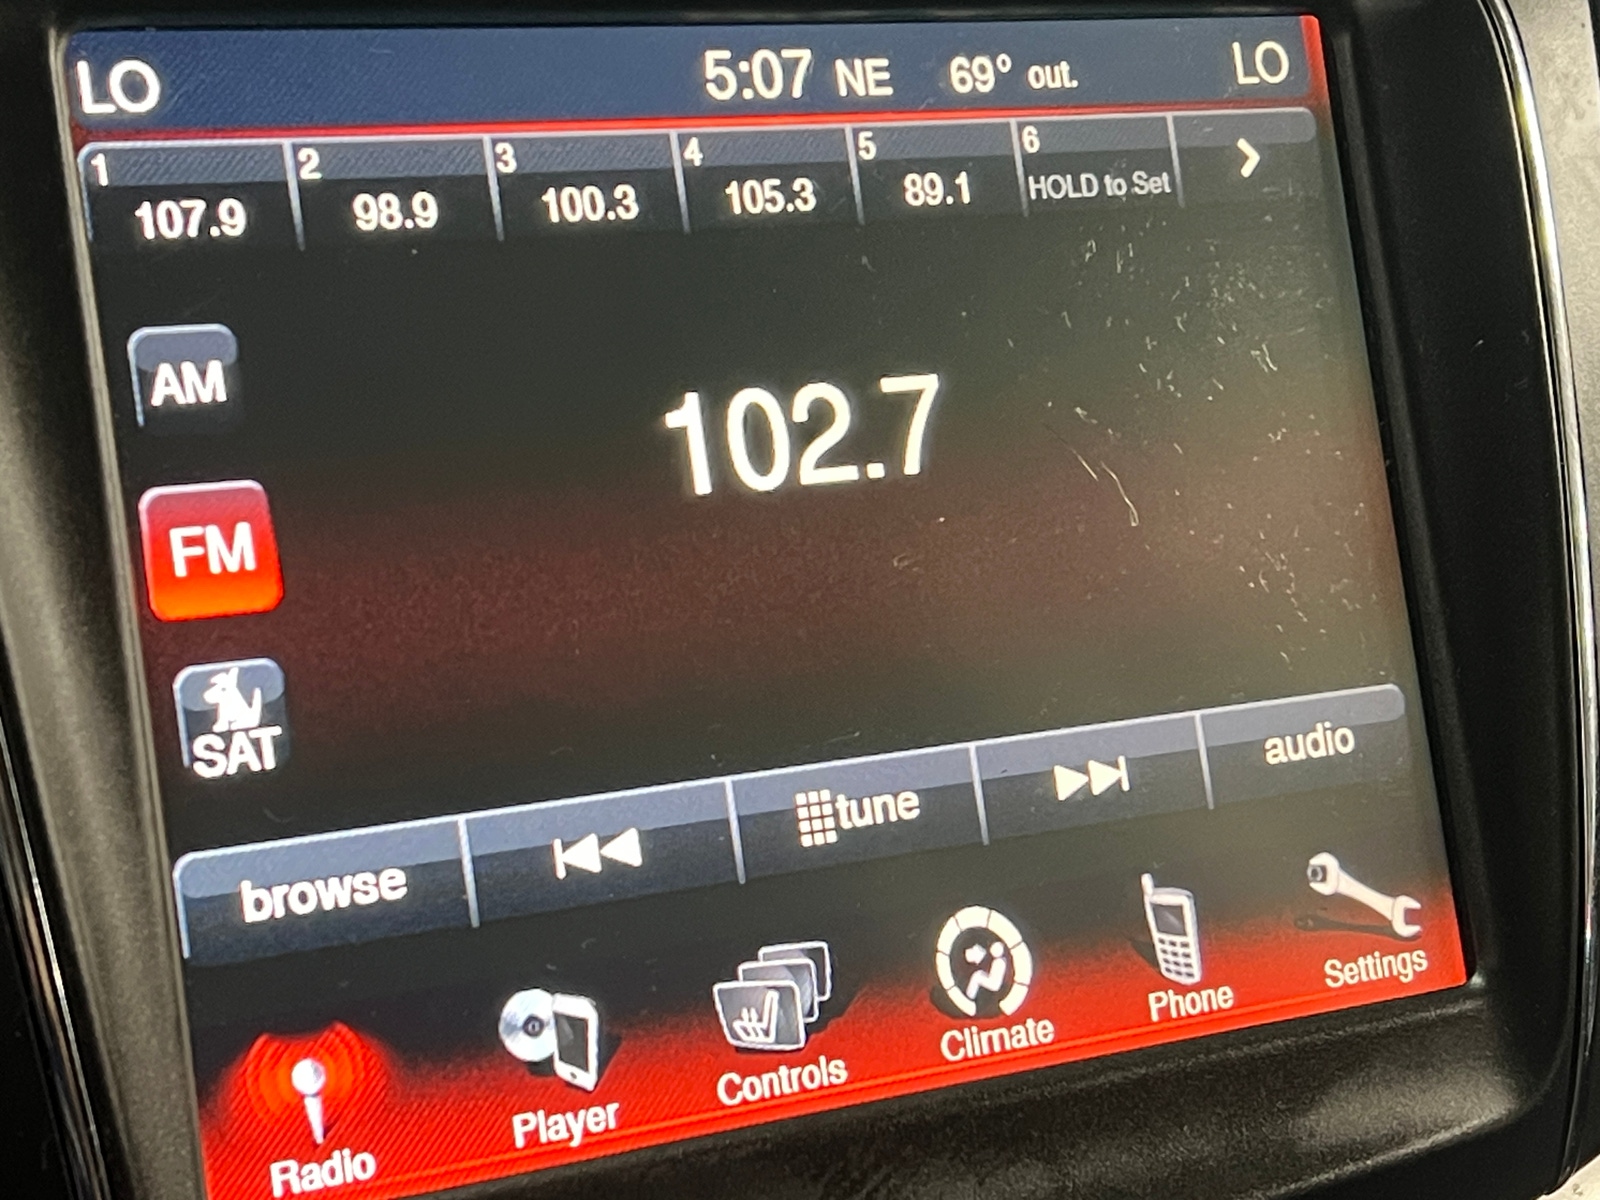 LO 5:07 NE 69° out. LO
1 2 3 4 5 6
107.9 98.9 100.3 105.3 89.1 HOLD to Set
AM
102.7
FM
SAT
browse tune audio
Radio Player Controls Climate Phone Settings